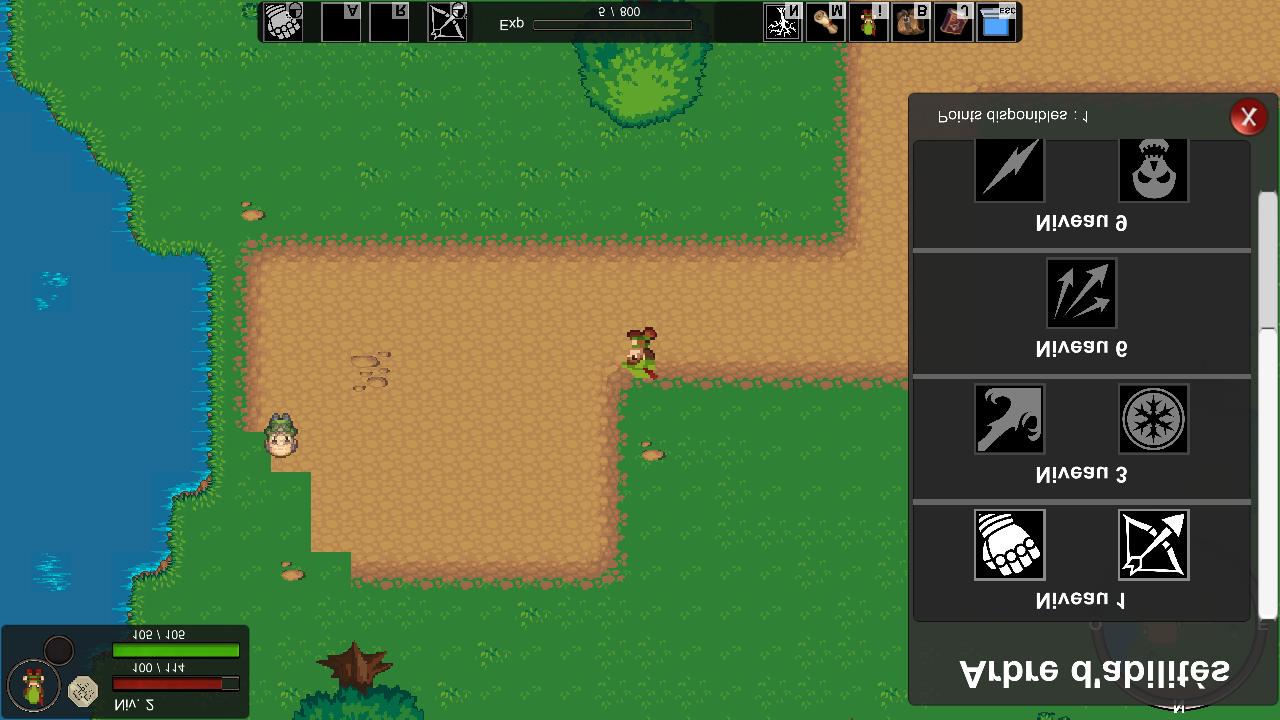 Niv. 2
100 / 114
105 / 105
N
E
O
Arbre d'abilités
Niveau 1
Niveau 3
Niveau 6
Niveau 9
Points disponibles : 1
A
R
Exp
5 / 800
N
M
I
B
J
esc
X